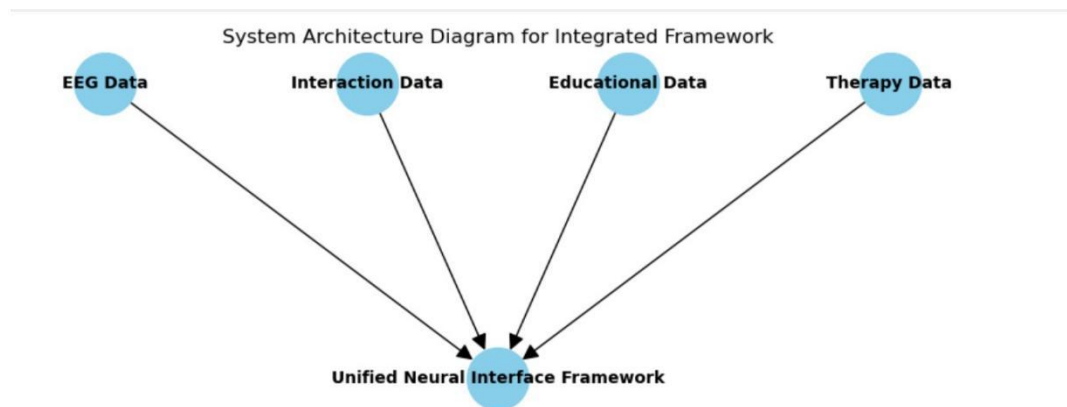 System Architecture Diagram for Integrated Framework
EEG Data
Interaction Data
Educational Data
Therapy Data
Unified Neural Interface Framework